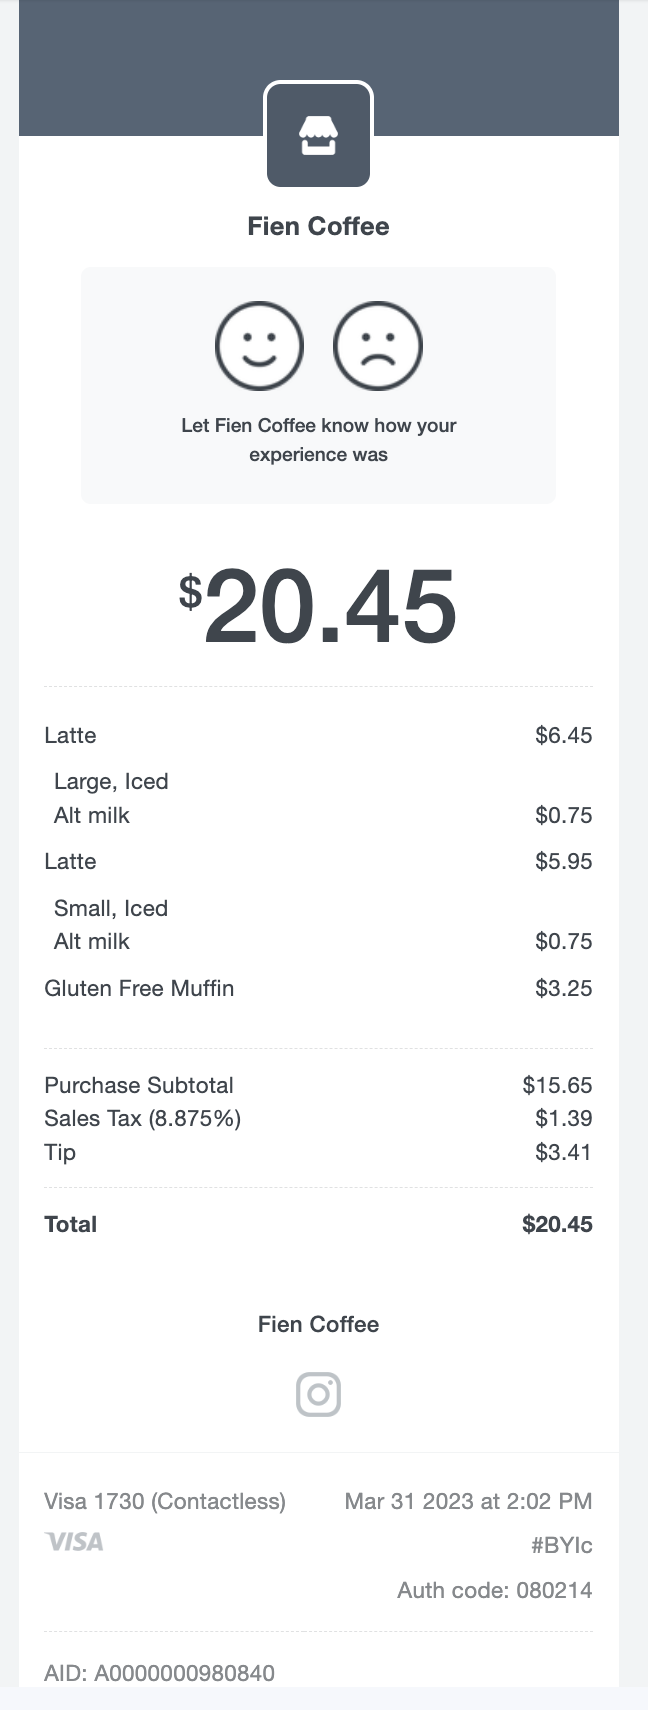 Fien Coffee
Let Fien Coffee know how your
experience was
$20.45
Latte $6.45
Large, Iced
Alt milk $0.75
Latte $5.95
Small, Iced
Alt milk $0.75
Gluten Free Muffin $3.25
Purchase Subtotal $15.65
Sales Tax (8.875%) $1.39
Tip $3.41
Total $20.45
Fien Coffee
Visa 1730 (Contactless) Mar 31 2023 at 2:02 PM
VISA #BYIc
Auth code: 080214
AID: A0000000980840